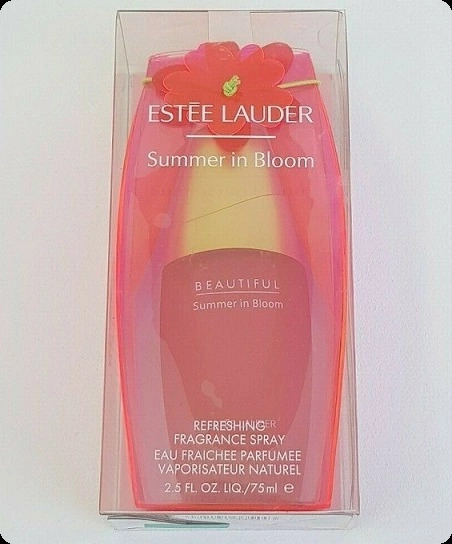 ESTĒE LAUDER
Summer in Bloom
BEAUTIFUL
Summer in Bloom
REFRESHING
FRAGRANCE SPRAY
EAU FRAICHEE PARFUMEE
VAPORISATEUR NATUREL
2.5 FL. OZ. LIQ./75ml ℮